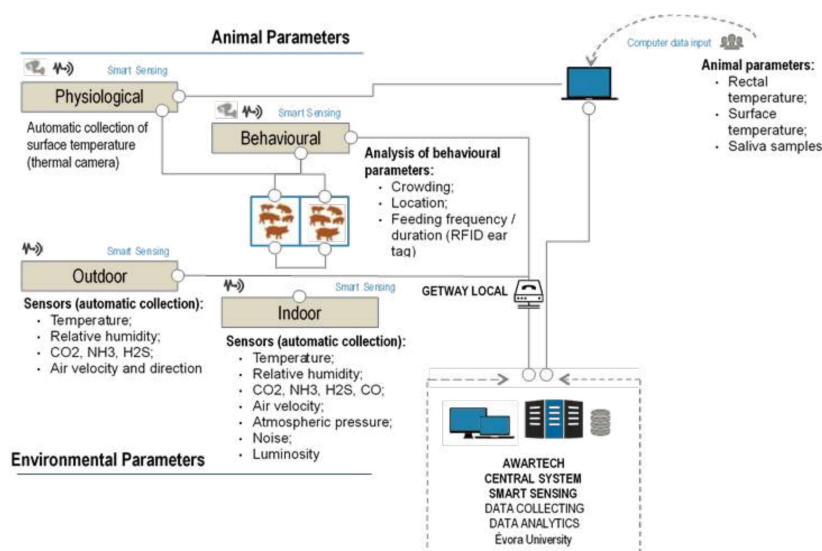 Animal Parameters
Smart Sensing
Physiological
Automatic collection of
surface temperature
(thermal camera)
Smart Sensing
Behavioural
Analysis of behavioural
parameters:
· Crowding;
· Location;
· Feeding frequency /
duration (RFID ear
tag)
Computer data input
Animal parameters:
· Rectal
temperature;
· Surface
temperature;
· Saliva samples
Smart Sensing
Outdoor
Sensors (automatic collection):
· Temperature;
· Relative humidity;
· CO2, NH3, H2S;
· Air velocity and direction
Smart Sensing
Indoor
Sensors (automatic collection):
· Temperature;
· Relative humidity;
· CO2, NH3, H2S, CO;
· Air velocity;
· Atmospheric pressure;
· Noise;
· Luminosity
GETWAY LOCAL
Environmental Parameters
AWARTECH
CENTRAL SYSTEM
SMART SENSING
DATA COLLECTING
DATA ANALYTICS
Évora University